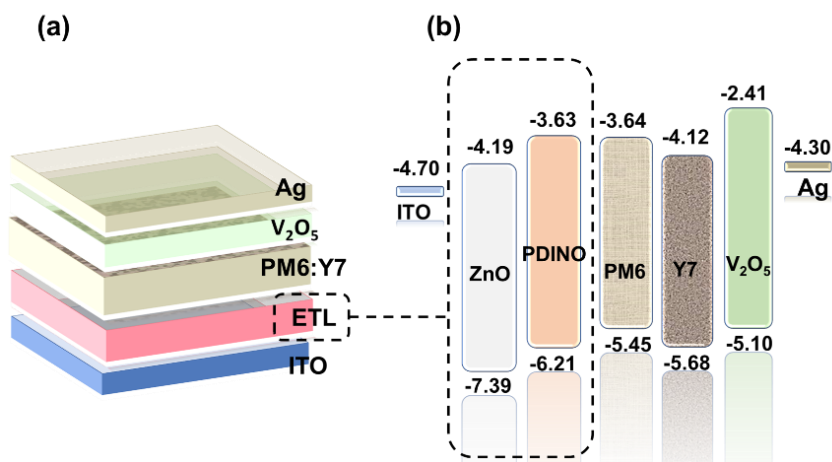 (a)
Ag
V₂O₅
PM6:Y7
ETL
ITO
(b)
-4.70
ITO
-4.19
ZnO
-7.39
-3.63
PDINO
-6.21
-3.64
PM6
-5.45
-4.12
Y7
-5.68
-2.41
V₂O₅
-5.10
-4.30
Ag